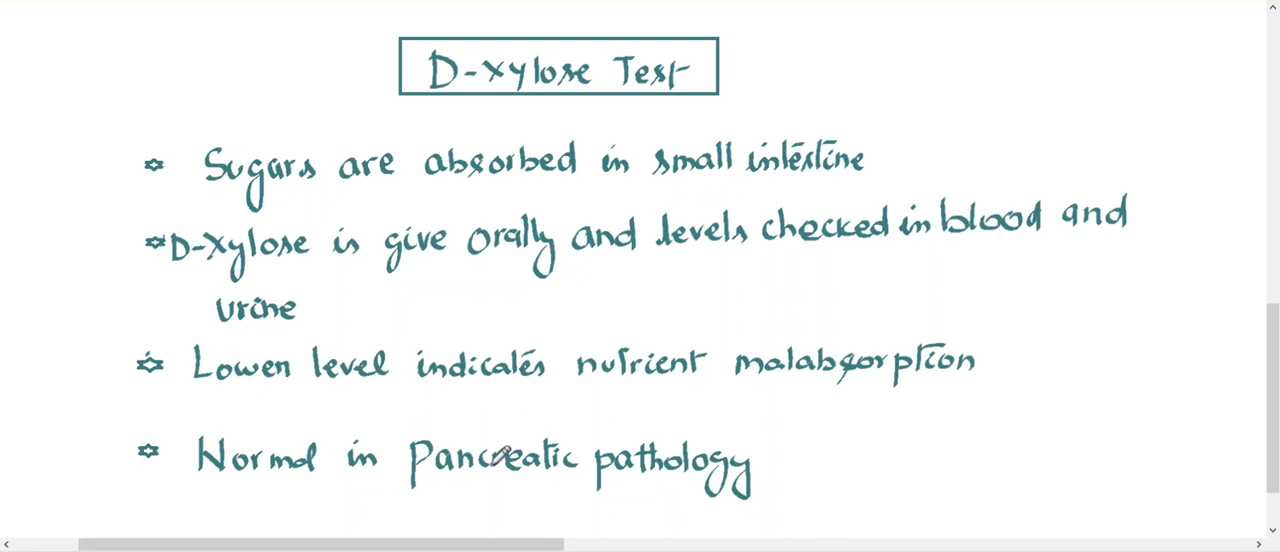 D-xylose Test
Sugars are absorbed in small intestine
D-xylose is give orally and levels checked in blood and
urine
Lower level indicates nutrient malabsorption
Normal in Pancreatic pathology